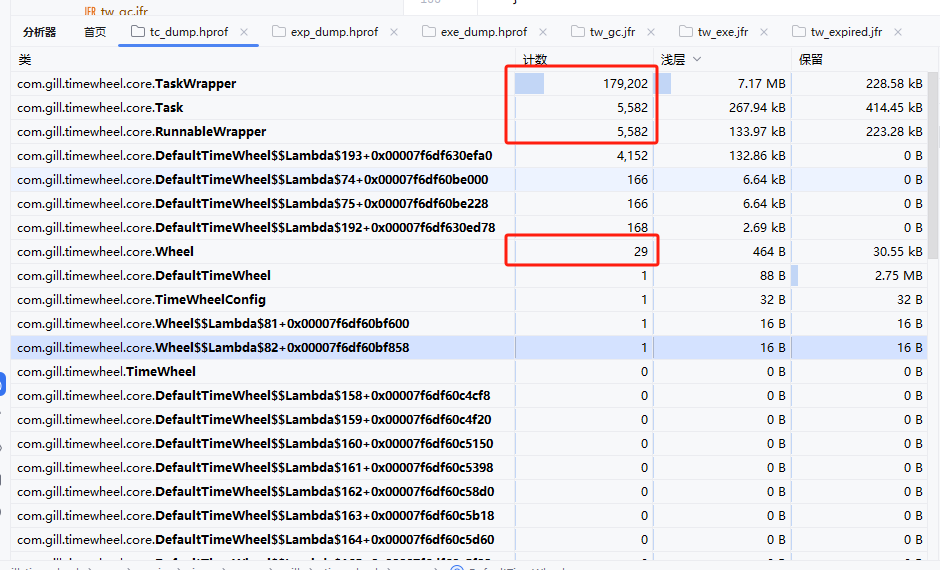 JFR tw_gc.jfr
分析器 首页 tc_dump.hprof × exp_dump.hprof × exe_dump.hprof × tw_gc.jfr × tw_exe.jfr × tw_expired.jfr ×
类 计数 浅层 保留
com.gill.timewheel.core.TaskWrapper 179,202 7.17 MB 228.58 kB
com.gill.timewheel.core.Task 5,582 267.94 kB 414.45 kB
com.gill.timewheel.core.RunnableWrapper 5,582 133.97 kB 223.28 kB
com.gill.timewheel.core.DefaultTimeWheel$$Lambda$193+0x00007f6df630efa0 4,152 132.86 kB 0 B
com.gill.timewheel.core.DefaultTimeWheel$$Lambda$74+0x00007f6df60be000 166 6.64 kB 0 B
com.gill.timewheel.core.DefaultTimeWheel$$Lambda$75+0x00007f6df60be228 166 6.64 kB 0 B
com.gill.timewheel.core.DefaultTimeWheel$$Lambda$192+0x00007f6df630ed78 168 2.69 kB 0 B
com.gill.timewheel.core.Wheel 29 464 B 30.55 kB
com.gill.timewheel.core.DefaultTimeWheel 1 88 B 2.75 MB
com.gill.timewheel.core.TimeWheelConfig 1 32 B 32 B
com.gill.timewheel.core.Wheel$$Lambda$81+0x00007f6df60bf600 1 16 B 16 B
com.gill.timewheel.core.Wheel$$Lambda$82+0x00007f6df60bf858 1 16 B 16 B
com.gill.timewheel.core.TimeWheel 0 0 B 0 B
com.gill.timewheel.core.DefaultTimeWheel$$Lambda$158+0x00007f6df60c4cf8 0 0 B 0 B
com.gill.timewheel.core.DefaultTimeWheel$$Lambda$159+0x00007f6df60c4f20 0 0 B 0 B
com.gill.timewheel.core.DefaultTimeWheel$$Lambda$160+0x00007f6df60c5150 0 0 B 0 B
com.gill.timewheel.core.DefaultTimeWheel$$Lambda$161+0x00007f6df60c5398 0 0 B 0 B
com.gill.timewheel.core.DefaultTimeWheel$$Lambda$162+0x00007f6df60c58d0 0 0 B 0 B
com.gill.timewheel.core.DefaultTimeWheel$$Lambda$163+0x00007f6df60c5b18 0 0 B 0 B
com.gill.timewheel.core.DefaultTimeWheel$$Lambda$164+0x00007f6df60c5d60 0 0 B 0 B